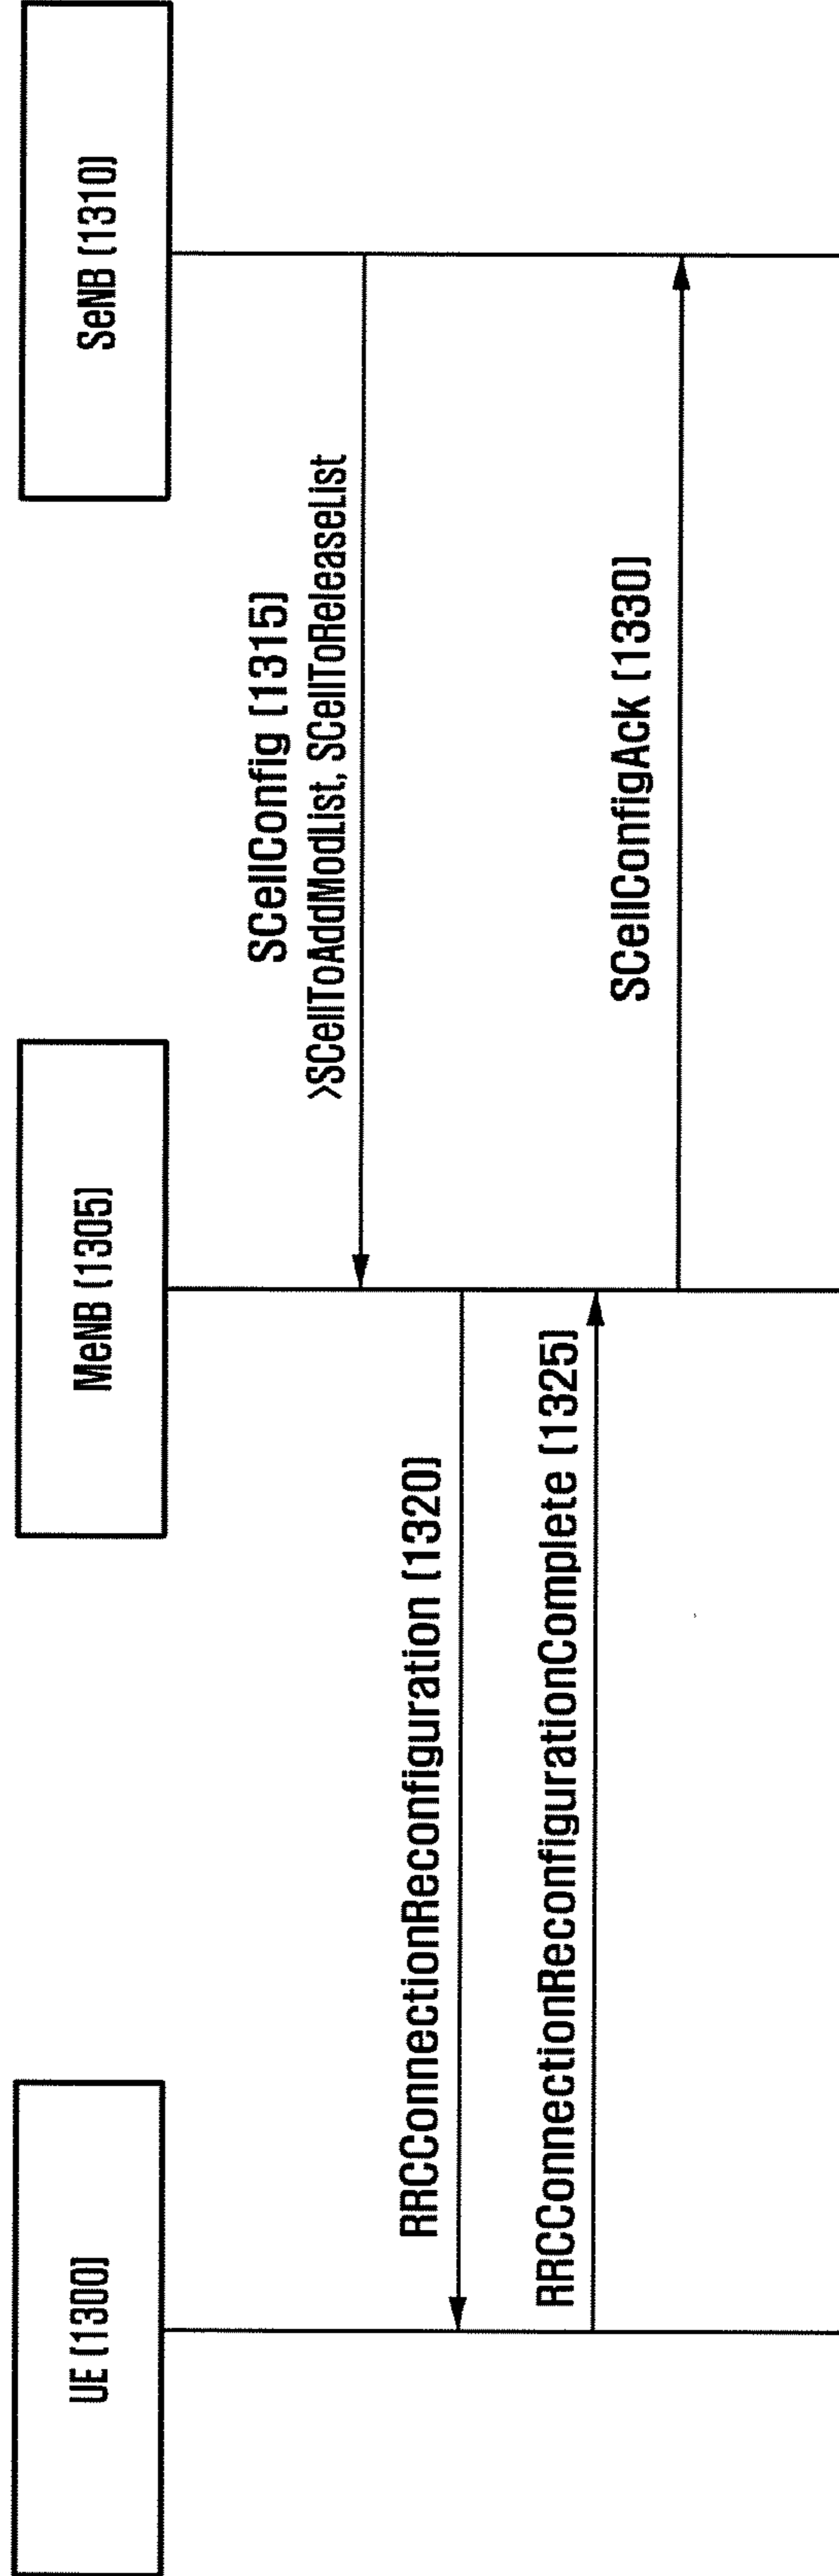 UE (1300)
MeNB (1305)
SeNB (1310)
SCellConfig (1315)
>SCellToAddModList, SCellToReleaseList
RRCConnectionReconfiguration (1320)
RRCConnectionReconfigurationComplete (1325)
SCellConfigAck (1330)